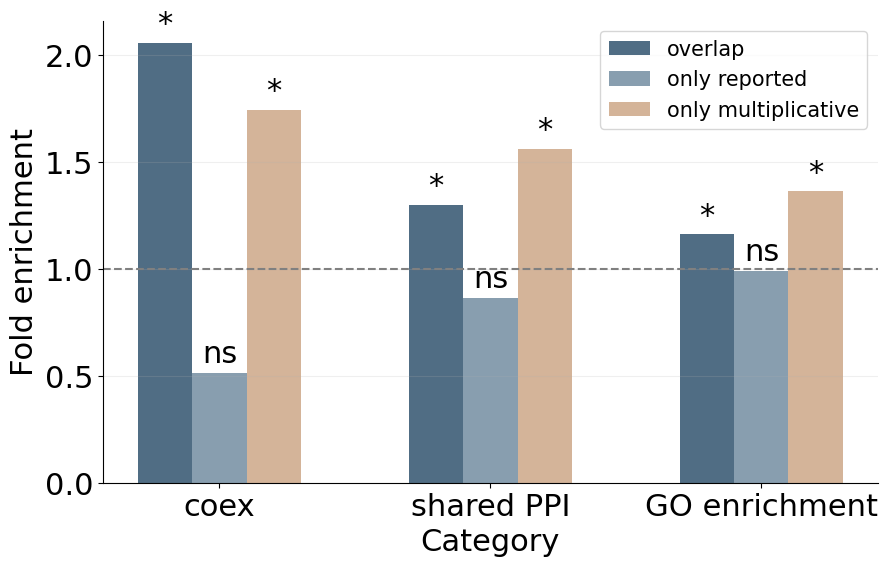 Fold enrichment
2.0
1.5
1.0
0.5
0.0
*
ns
*
*
ns
*
*
ns
*
overlap
only reported
only multiplicative
coex
shared PPI
GO enrichment
Category